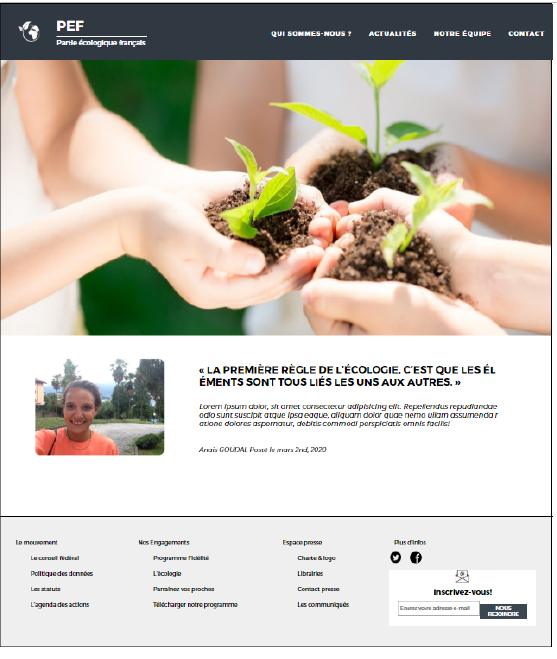 PEF
Partie écologique français
QUI SOMMES-NOUS ? ACTUALITÉS NOTRE ÉQUIPE CONTACT
« LA PREMIÈRE RÈGLE DE L'ÉCOLOGIE, C'EST QUE LES ÉL
ÉMENTS SONT TOUS LIÉS LES UNS AUX AUTRES. »
Lorem ipsum dolor, sit amet consectetur adipisicing elit. Repellendus repudiandae
odio sunt suscipit atque ipsa eaque, aliquam dolor quae nemo ullam assumenda r
atione dolores aspernatur, debitis commodi perspiciatis omnis facilis!
Anaïs GOUDAL Posté le mars 2nd, 2020
Le mouvement Nos Engagements Espace presse Plus d'infos
Le conseil fédéral Programme Fidélité Charte & logo
Politique des données L'écologie Librairies
Les statuts Parrainez vos proches Contact presse
L'agenda des actions Télécharger notre programme Les communiqués
Inscrivez-vous!
Entrez votre adresse e-mail
NOUS
REJOINDRE